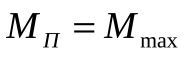 M_П = M_max